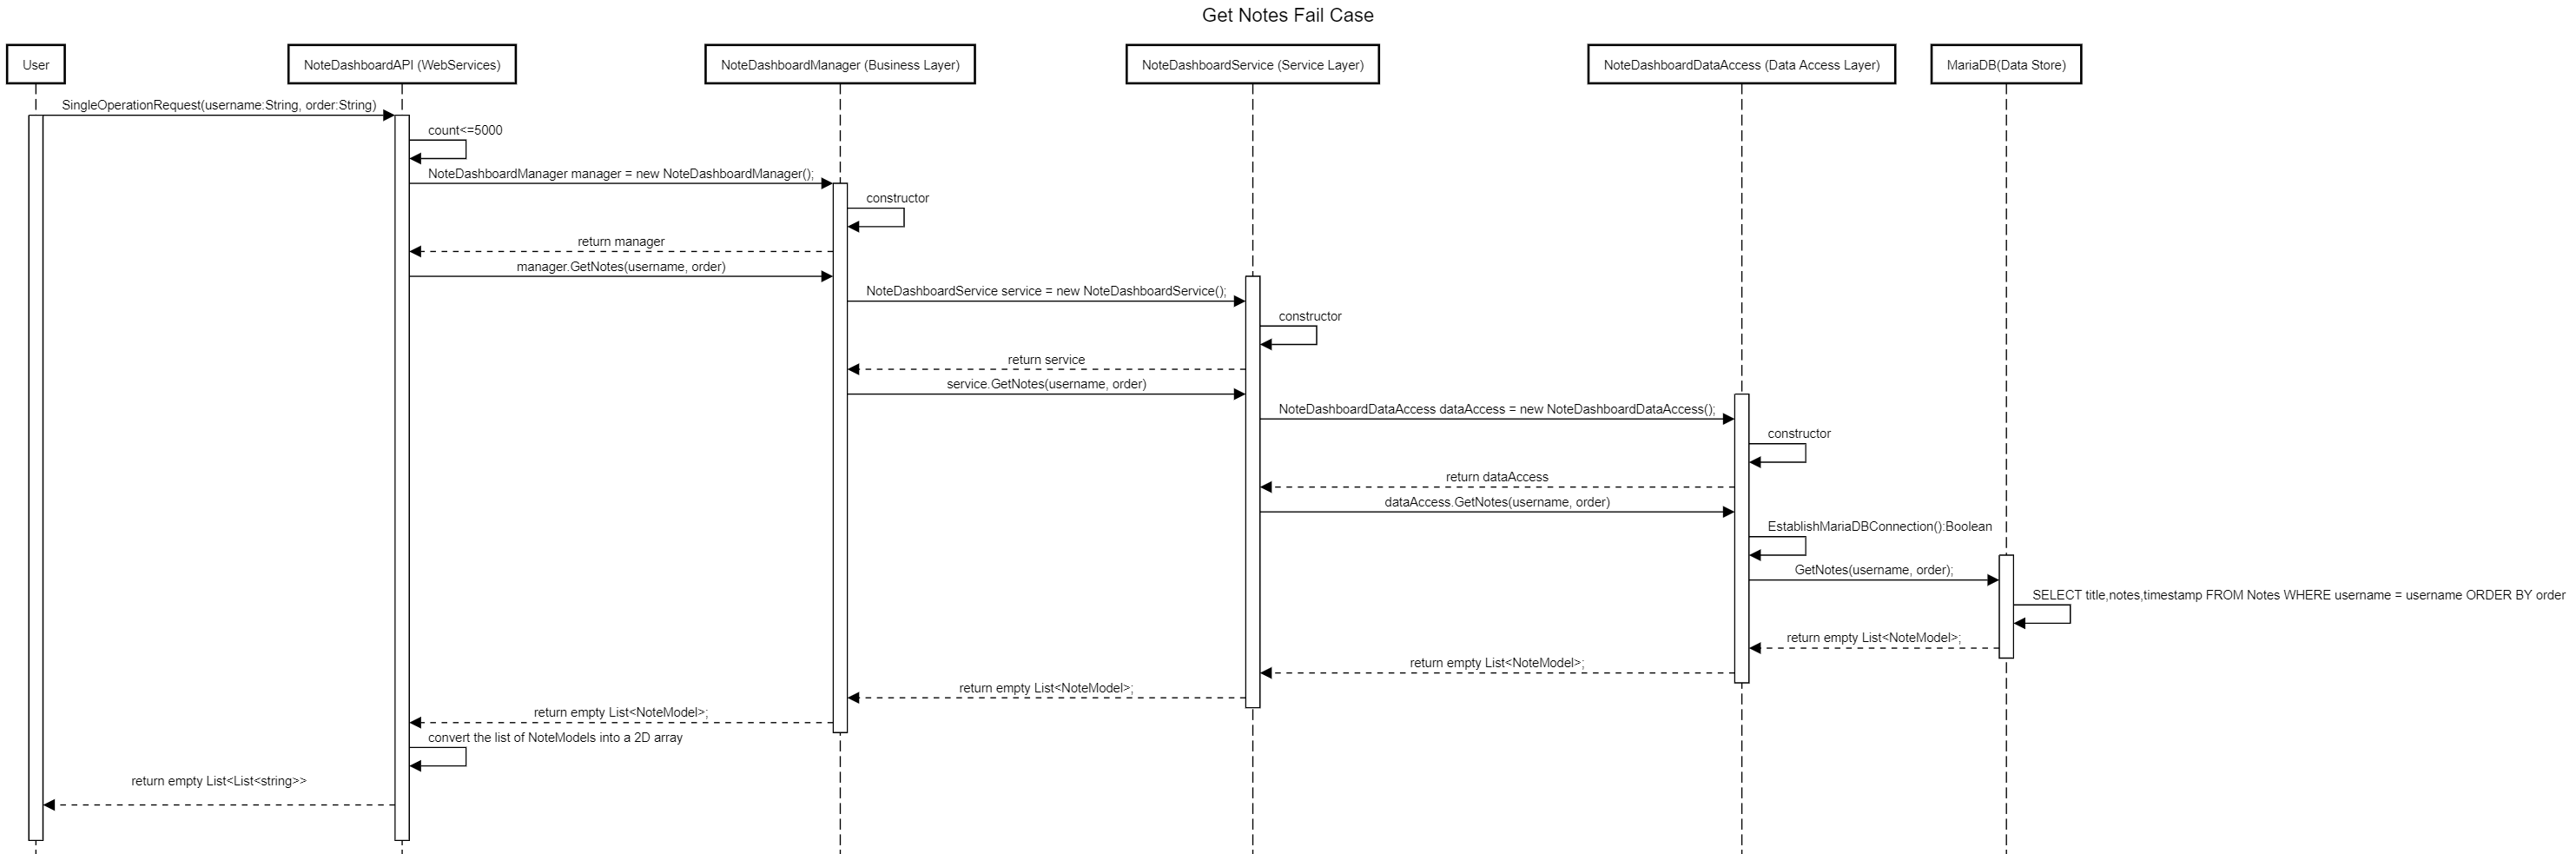 Get Notes Fail Case
User
NoteDashboardAPI (WebServices)
NoteDashboardManager (Business Layer)
NoteDashboardService (Service Layer)
NoteDashboardDataAccess (Data Access Layer)
MariaDB(Data Store)
SingleOperationRequest(username:String, order:String)
count<=5000
NoteDashboardManager manager = new NoteDashboardManager();
constructor
return manager
manager.GetNotes(username, order)
NoteDashboardService service = new NoteDashboardService();
constructor
return service
service.GetNotes(username, order)
NoteDashboardDataAccess dataAccess = new NoteDashboardDataAccess();
constructor
return dataAccess
dataAccess.GetNotes(username, order)
EstablishMariaDBConnection():Boolean
GetNotes(username, order);
SELECT title,notes,timestamp FROM Notes WHERE username = username ORDER BY order
return empty List<NoteModel>;
return empty List<NoteModel>;
return empty List<NoteModel>;
return empty List<NoteModel>;
convert the list of NoteModels into a 2D array
return empty List<List<string>>